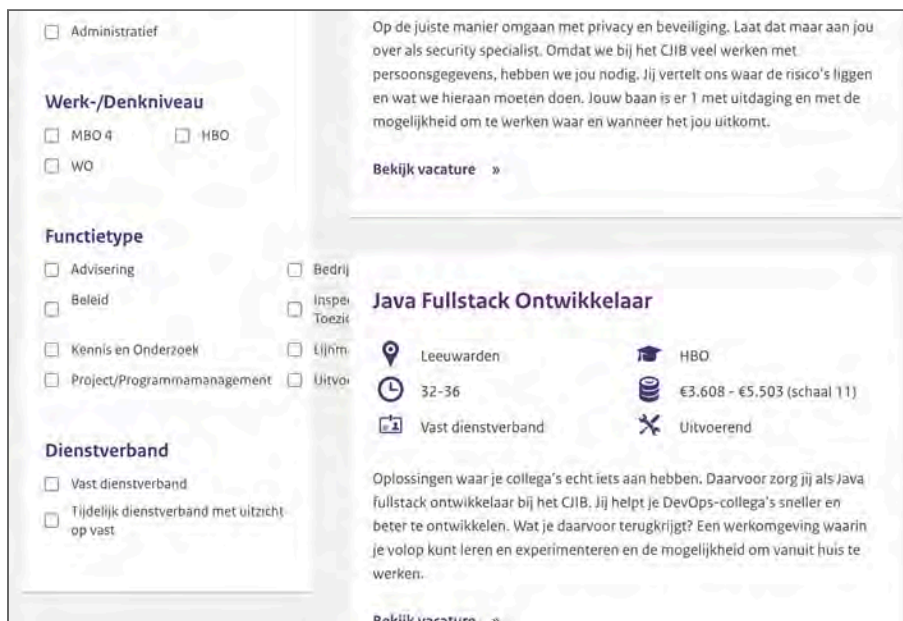 Administratief
Werk-/Denkniveau
MBO 4
HBO
WO
Functietype
Advisering
Beleid
Inspe
Toezic
Kennis en Onderzoek
Project/Programmamanagement
Dienstverband
Vast dienstverband
Tijdelijk dienstverband met uitzicht
op vast
Op de juiste manier omgaan met privacy en beveiliging. Laat dat maar aan jou
over als security specialist. Omdat we bij het CJIB veel werken met
persoonsgegevens, hebben we jou nodig. Jij vertelt ons waar de risico's liggen
en wat we hieraan moeten doen. Jouw baan is er 1 met uitdaging en met de
mogelijkheid om te werken waar en wanneer het jou uitkomt.
Bekijk vacature »
Java Fullstack Ontwikkelaar
Leeuwarden
HBO
32-36
€3.608 - €5.503 (schaal 11)
Vast dienstverband
Uitvoerend
Oplossingen waar je collega's echt iets aan hebben. Daarvoor zorg jij als Java
fullstack ontwikkelaar bij het CJIB. Jij helpt je DevOps-collega's sneller en
beter te ontwikkelen. Wat je daarvoor terugkrijgt? Een werkomgeving waarin
je volop kunt leren en experimenteren en de mogelijkheid om vanuit huis te
werken.
Bekijk vacature »